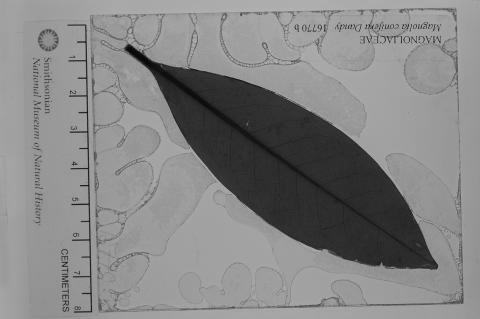 Smithsonian
National Museum of Natural History
1
2
3
4
5
6
7
8
CENTIMETERS
MAGNOLIACEAE
Magnolia conifera Dandy 16770 b